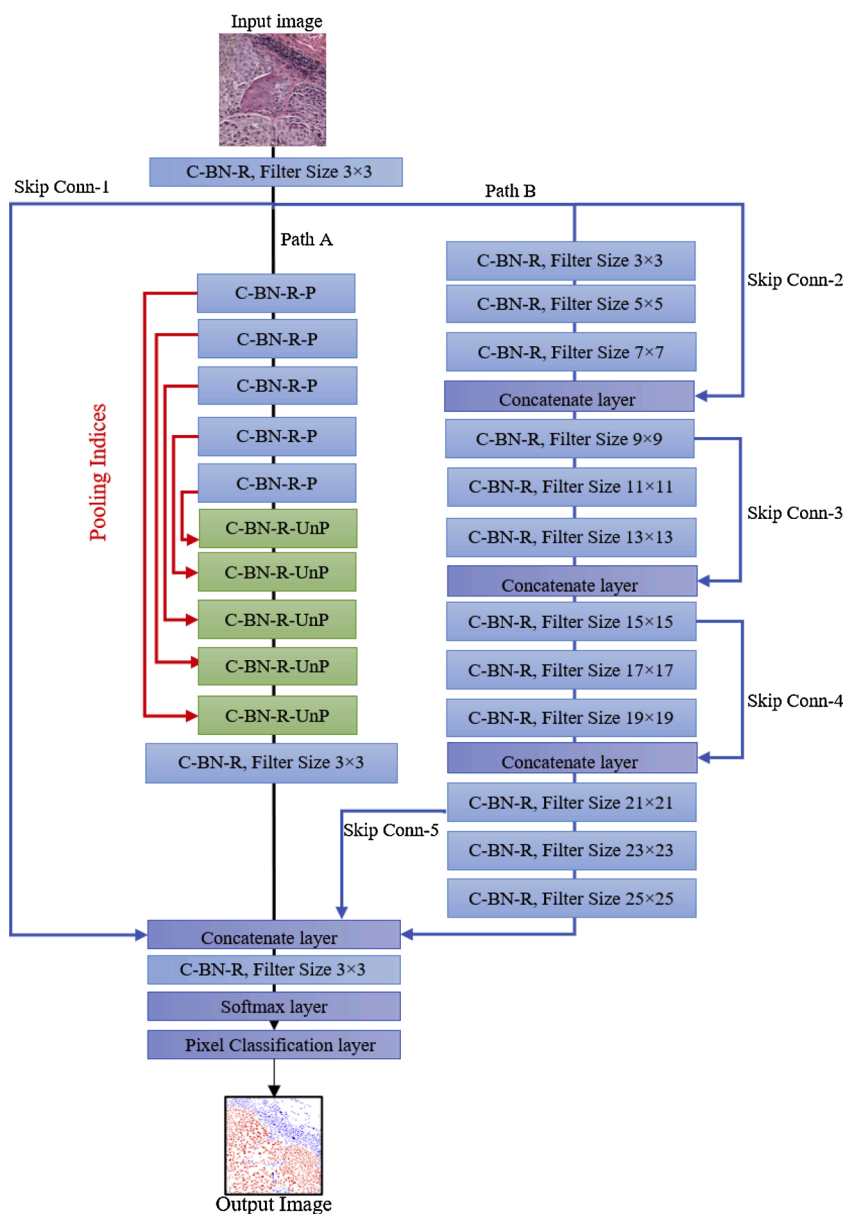 Input image
C-BN-R, Filter Size 3×3
Skip Conn-1
Path B
Path A
C-BN-R-P
C-BN-R-P
C-BN-R-P
C-BN-R-P
C-BN-R-P
Pooling Indices
C-BN-R-UnP
C-BN-R-UnP
C-BN-R-UnP
C-BN-R-UnP
C-BN-R-UnP
C-BN-R, Filter Size 3×3
C-BN-R, Filter Size 3×3
C-BN-R, Filter Size 5×5
C-BN-R, Filter Size 7×7
Skip Conn-2
Concatenate layer
C-BN-R, Filter Size 9×9
C-BN-R, Filter Size 11×11
C-BN-R, Filter Size 13×13
Skip Conn-3
Concatenate layer
C-BN-R, Filter Size 15×15
C-BN-R, Filter Size 17×17
C-BN-R, Filter Size 19×19
Skip Conn-4
Concatenate layer
C-BN-R, Filter Size 21×21
Skip Conn-5
C-BN-R, Filter Size 23×23
C-BN-R, Filter Size 25×25
Concatenate layer
C-BN-R, Filter Size 3×3
Softmax layer
Pixel Classification layer
Output Image